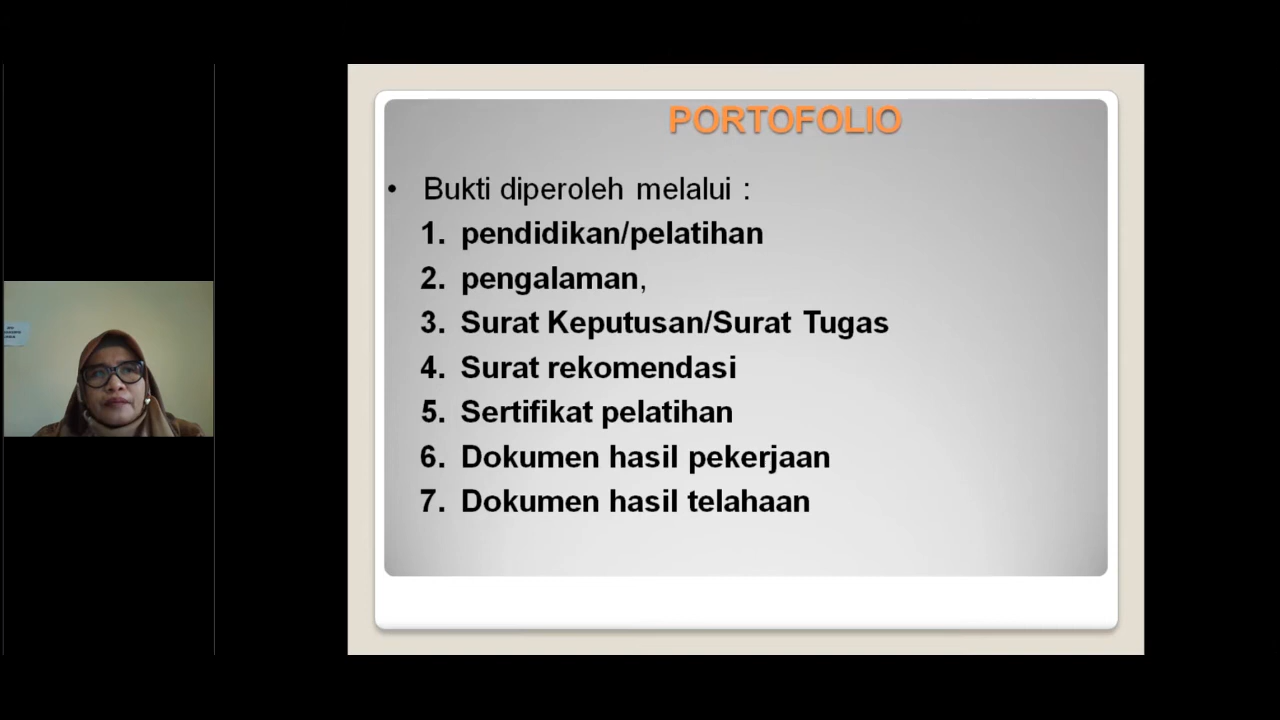 PORTOFOLIO
• Bukti diperoleh melalui :
1. pendidikan/pelatihan
2. pengalaman,
3. Surat Keputusan/Surat Tugas
4. Surat rekomendasi
5. Sertifikat pelatihan
6. Dokumen hasil pekerjaan
7. Dokumen hasil telahaan